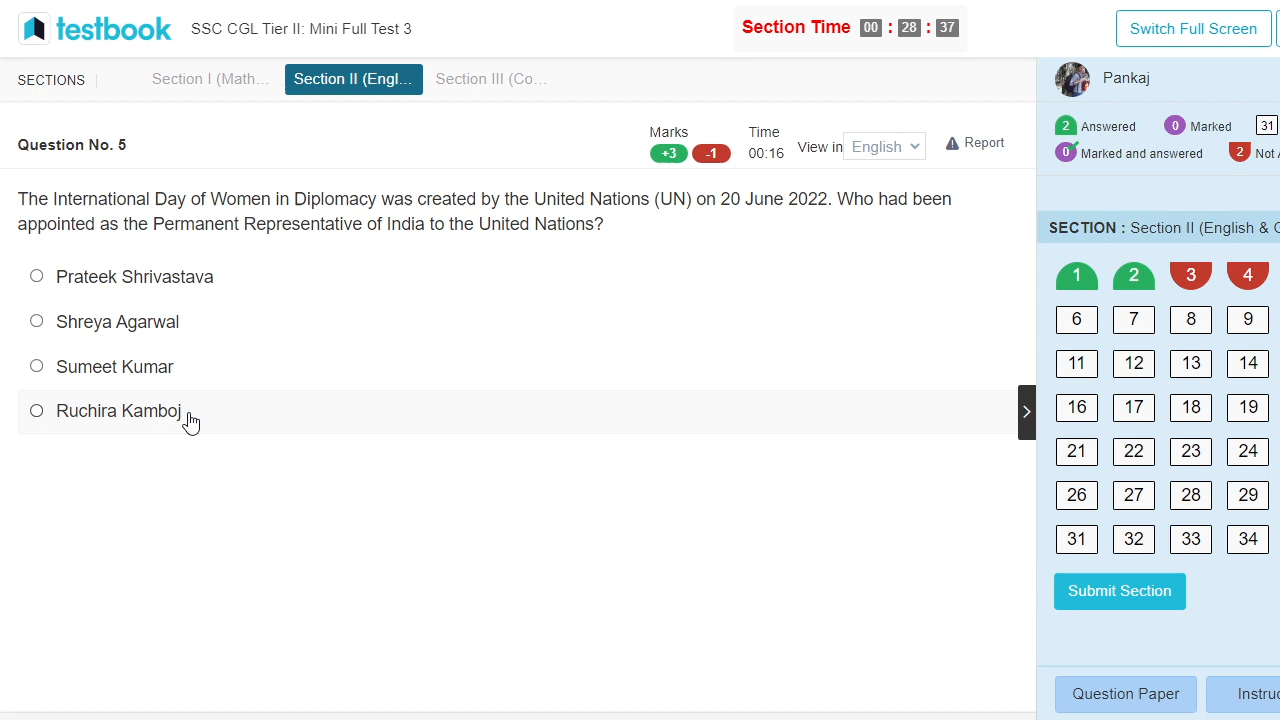 testbook SSC CGL Tier II: Mini Full Test 3 Section Time 00 : 28 : 37 Switch Full Screen
SECTIONS Section I (Math... Section II (Engl... Section III (Co...
Pankaj
Question No. 5
Marks
+3 -1
Time
00:16
View in English
Report
2 Answered 0 Marked 31
0 Marked and answered 2 Not
The International Day of Women in Diplomacy was created by the United Nations (UN) on 20 June 2022. Who had been
appointed as the Permanent Representative of India to the United Nations?
Prateek Shrivastava
Shreya Agarwal
Sumeet Kumar
Ruchira Kamboj
SECTION : Section II (English &
1 2 3 4
6 7 8 9
11 12 13 14
16 17 18 19
21 22 23 24
26 27 28 29
31 32 33 34
Submit Section
Question Paper Instruc